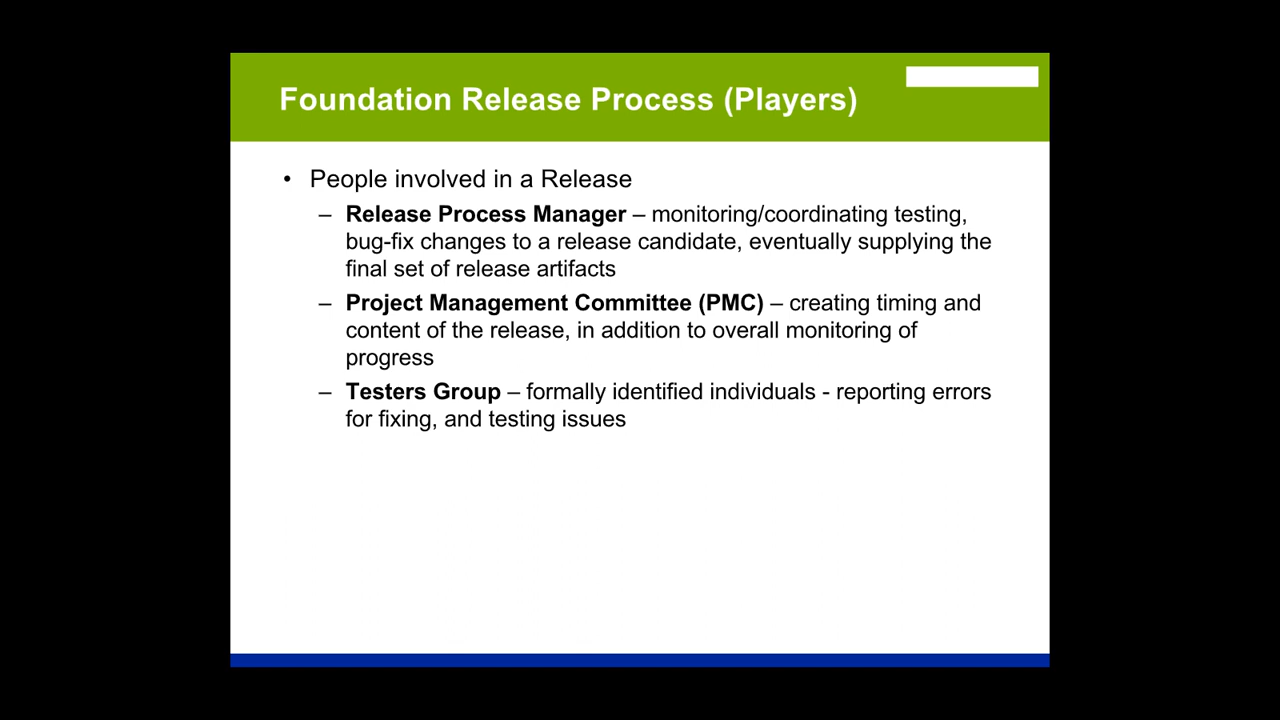 Foundation Release Process (Players)
• People involved in a Release
– Release Process Manager – monitoring/coordinating testing,
bug-fix changes to a release candidate, eventually supplying the
final set of release artifacts
– Project Management Committee (PMC) – creating timing and
content of the release, in addition to overall monitoring of
progress
– Testers Group – formally identified individuals - reporting errors
for fixing, and testing issues